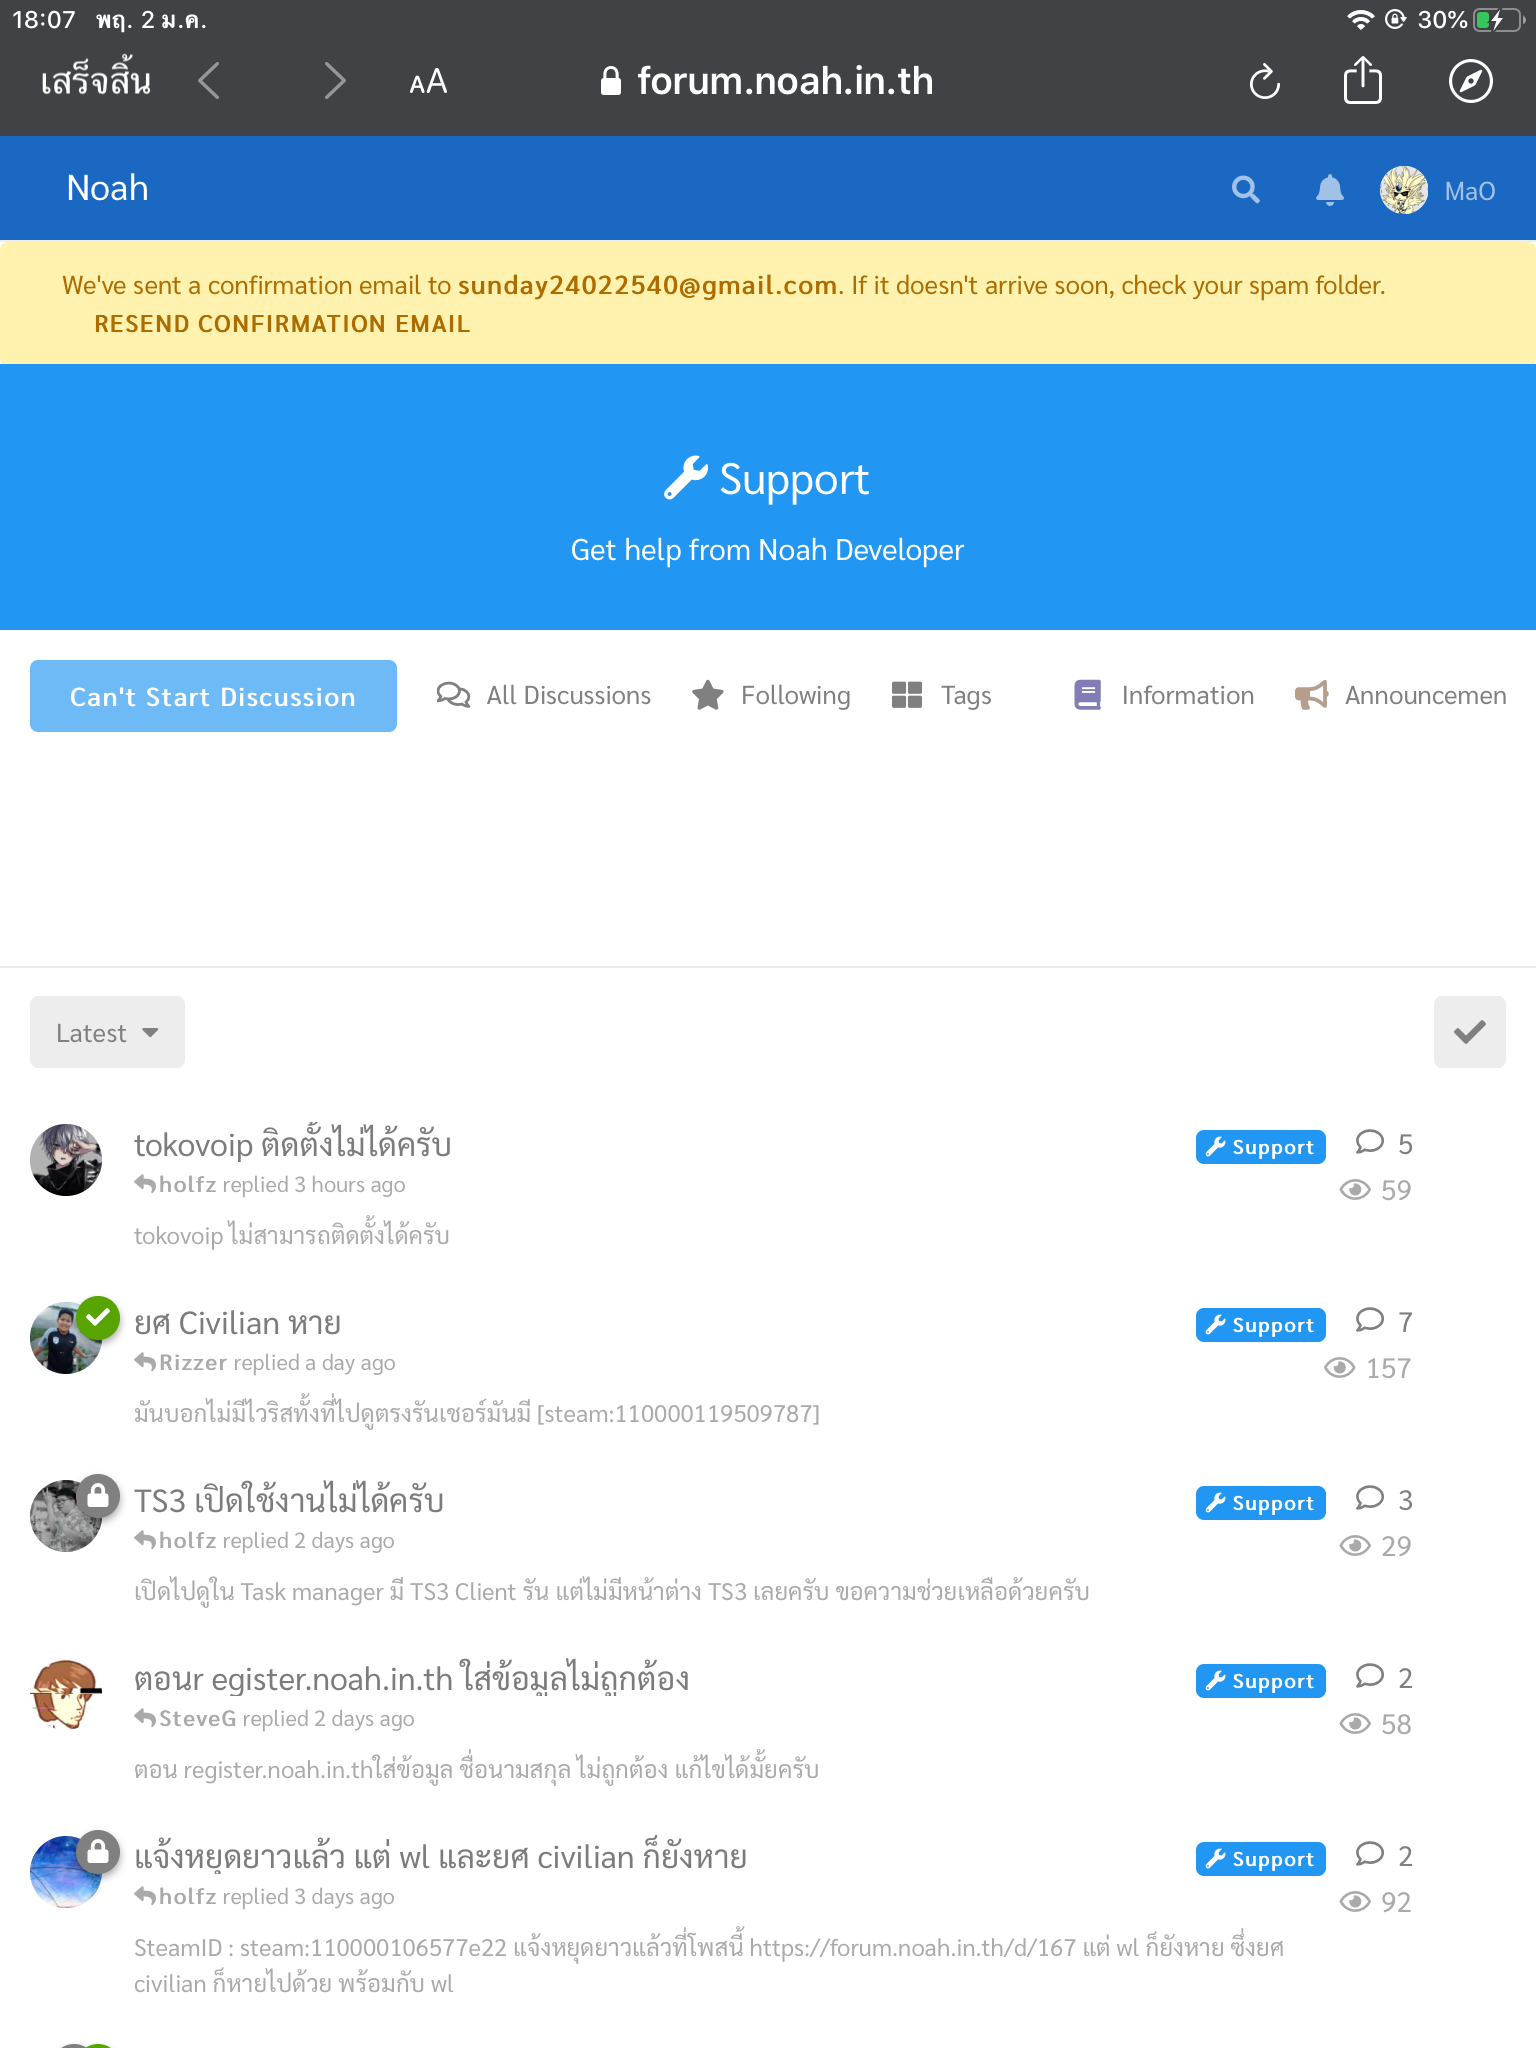 18:07 พฤ. 2 ม.ค. 30%
เสร็จสิ้น AA forum.noah.in.th
Noah MaO
We've sent a confirmation email to sunday24022540@gmail.com. If it doesn't arrive soon, check your spam folder.
RESEND CONFIRMATION EMAIL
Support
Get help from Noah Developer
Can't Start Discussion All Discussions Following Tags Information Announcemen
Latest
tokovoip ติดตั้งไม่ได้ครับ Support 5
holfz replied 3 hours ago 59
tokovoip ไม่สามารถติดตั้งได้ครับ
ยศ Civilian หาย Support 7
Rizzer replied a day ago 157
มันบอกไม่มีไวริสทั้งที่ไปดูตรงรันเชอร์มันมี [steam:110000119509787]
TS3 เปิดใช้งานไม่ได้ครับ Support 3
holfz replied 2 days ago 29
เปิดไปดูใน Task manager มี TS3 Client รัน แต่ไม่มีหน้าต่าง TS3 เลยครับ ขอความช่วยเหลือด้วยครับ
ตอนr egister.noah.in.th ใส่ข้อมูลไม่ถูกต้อง Support 2
SteveG replied 2 days ago 58
ตอน register.noah.in.thใส่ข้อมูล ชื่อนามสกุล ไม่ถูกต้อง แก้ไขได้มั้ยครับ
แจ้งหยุดยาวแล้ว แต่ wl และยศ civilian ก็ยังหาย Support 2
holfz replied 3 days ago 92
SteamID : steam:110000106577e22 แจ้งหยุดยาวแล้วที่โพสนี้ https://forum.noah.in.th/d/167 แต่ wl ก็ยังหาย ซึ่งยศ
civilian ก็หายไปด้วย พร้อมกับ wl